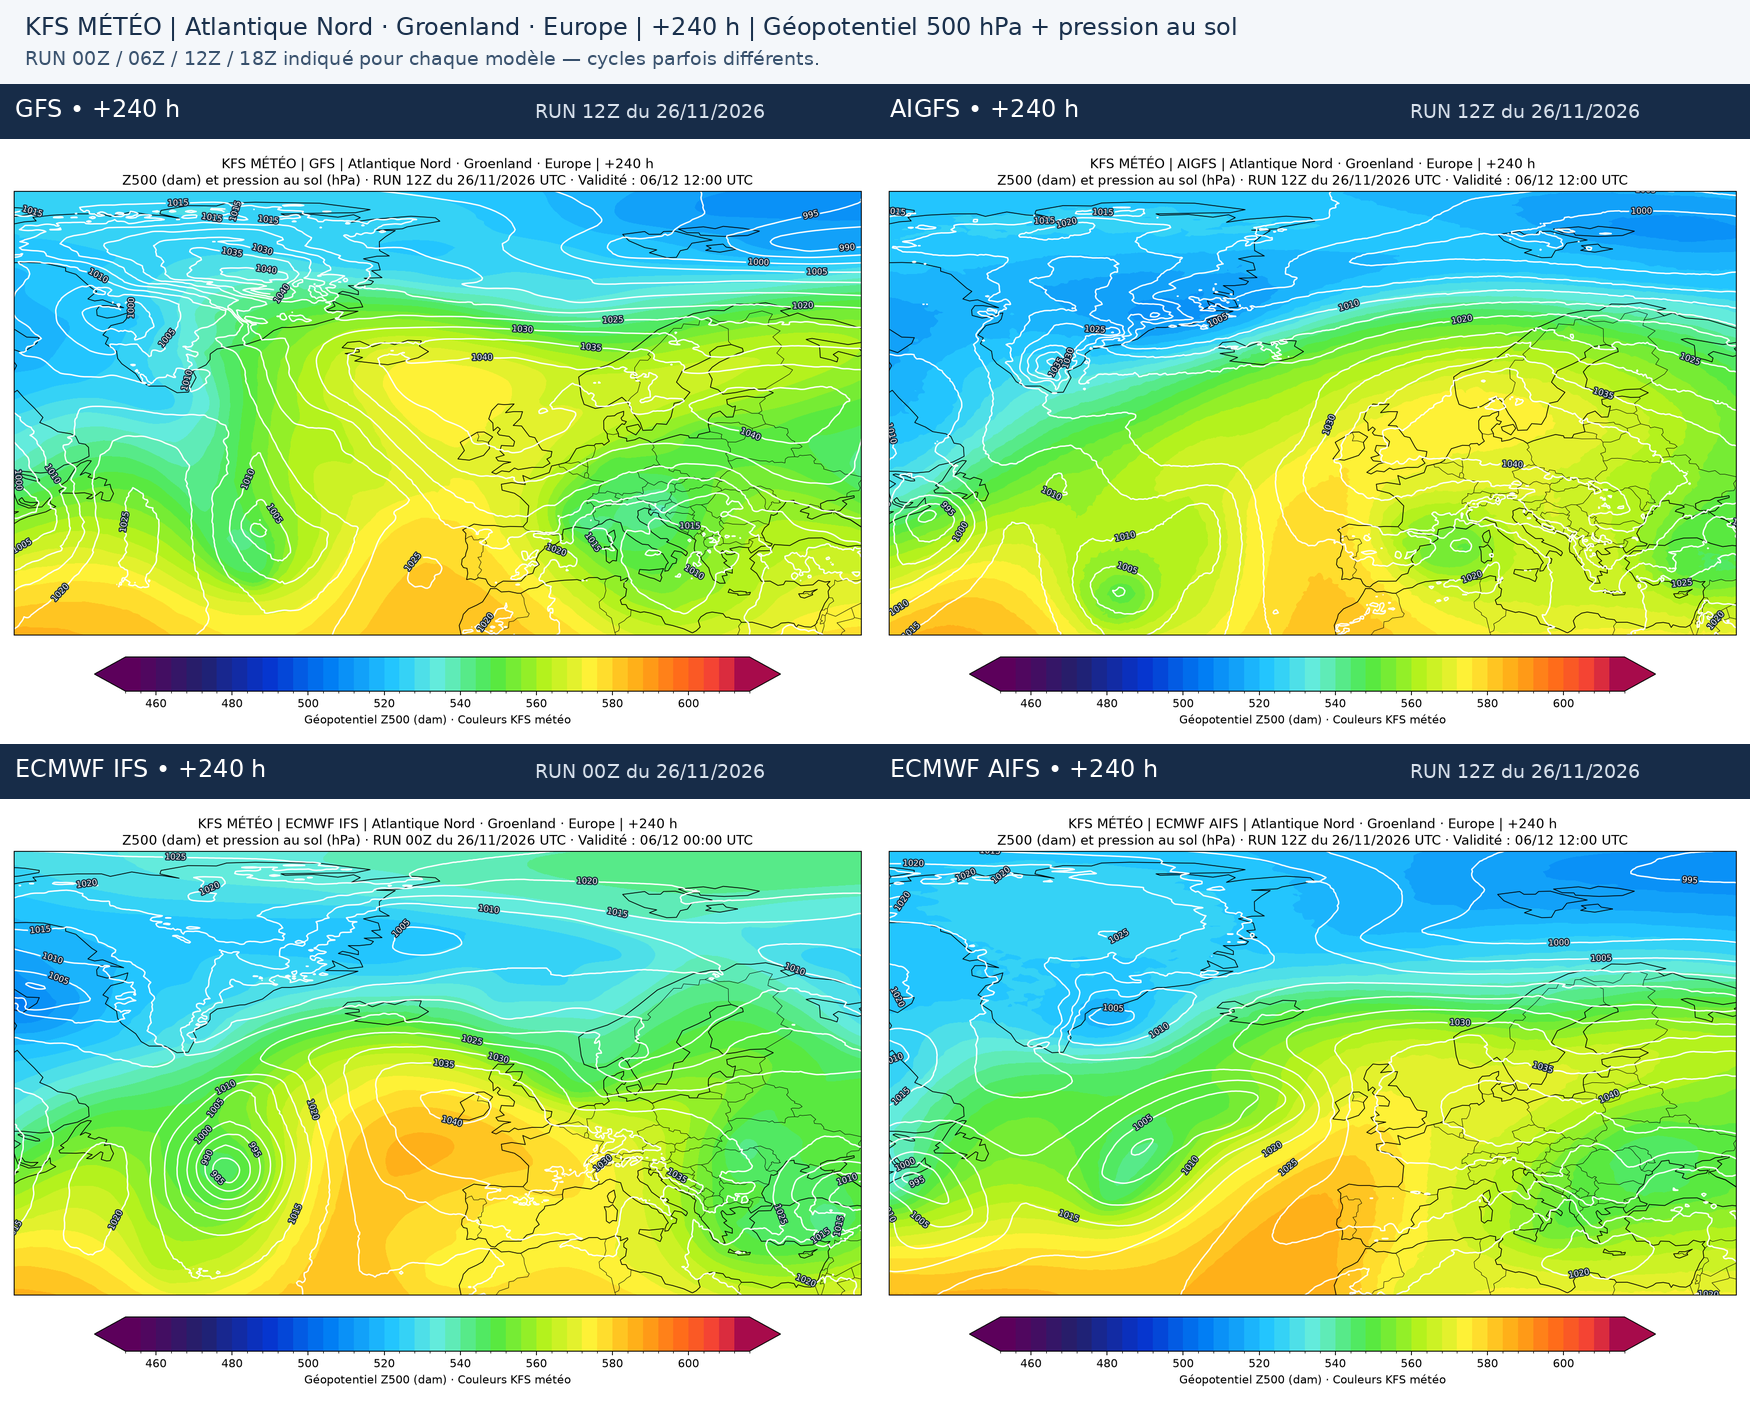 KFS MÉTÉO | Atlantique Nord · Groenland · Europe | +240 h | Géopotentiel 500 hPa + pression au sol
RUN 00Z / 06Z / 12Z / 18Z indiqué pour chaque modèle — cycles parfois différents.
GFS • +240 h
RUN 12Z du 26/11/2026
KFS MÉTÉO | GFS | Atlantique Nord · Groenland · Europe | +240 h
Z500 (dam) et pression au sol (hPa) · RUN 12Z du 26/11/2026 UTC · Validité : 06/12 12:00 UTC
460 480 500 520 540 560 580 600
Géopotentiel Z500 (dam) · Couleurs KFS météo
AIGFS • +240 h
RUN 12Z du 26/11/2026
KFS MÉTÉO | AIGFS | Atlantique Nord · Groenland · Europe | +240 h
Z500 (dam) et pression au sol (hPa) · RUN 12Z du 26/11/2026 UTC · Validité : 06/12 12:00 UTC
460 480 500 520 540 560 580 600
Géopotentiel Z500 (dam) · Couleurs KFS météo
ECMWF IFS • +240 h
RUN 00Z du 26/11/2026
KFS MÉTÉO | ECMWF IFS | Atlantique Nord · Groenland · Europe | +240 h
Z500 (dam) et pression au sol (hPa) · RUN 00Z du 26/11/2026 UTC · Validité : 06/12 00:00 UTC
460 480 500 520 540 560 580 600
Géopotentiel Z500 (dam) · Couleurs KFS météo
ECMWF AIFS • +240 h
RUN 12Z du 26/11/2026
KFS MÉTÉO | ECMWF AIFS | Atlantique Nord · Groenland · Europe | +240 h
Z500 (dam) et pression au sol (hPa) · RUN 12Z du 26/11/2026 UTC · Validité : 06/12 12:00 UTC
460 480 500 520 540 560 580 600
Géopotentiel Z500 (dam) · Couleurs KFS météo